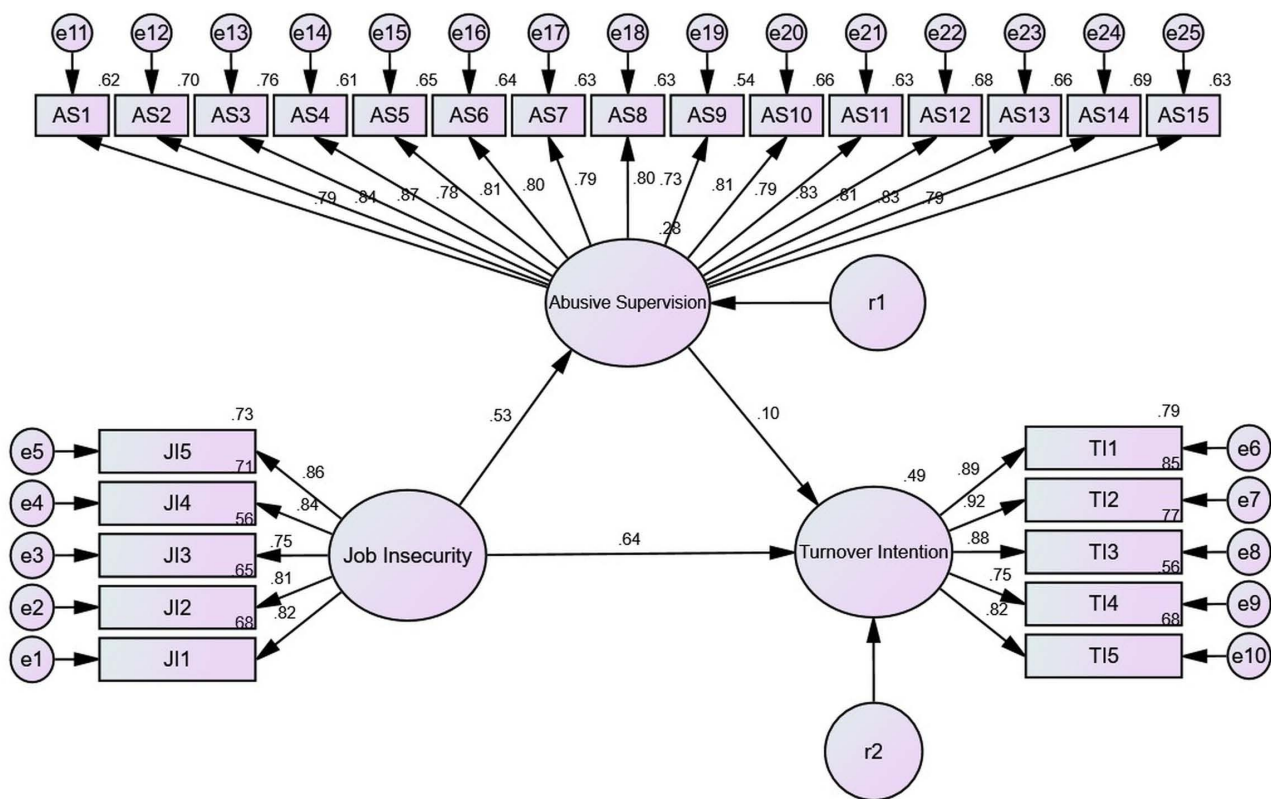 e11 e12 e13 e14 e15 e16 e17 e18 e19 e20 e21 e22 e23 e24 e25
.62 .70 .76 .61 .65 .64 .63 .63 .54 .66 .63 .68 .66 .69 .63
AS1 AS2 AS3 AS4 AS5 AS6 AS7 AS8 AS9 AS10 AS11 AS12 AS13 AS14 AS15
.79 .84 .87 .78 .81 .80 .79 .80 .73 .81 .79 .83 .81 .83 .79
.28
Abusive Supervision
r1
.53
.10
.73
.79
e5 JI5
.86
.49
.89
TI1 e6
.71
.85
e4 JI4
.84
.92
TI2 e7
.56
.77
e3 JI3
.75
Job Insecurity
.64
Turnover Intention
.88
TI3 e8
.65
.56
e2 JI2
.81
.75
TI4 e9
.68
.68
e1 JI1
.82
.82
TI5 e10
r2